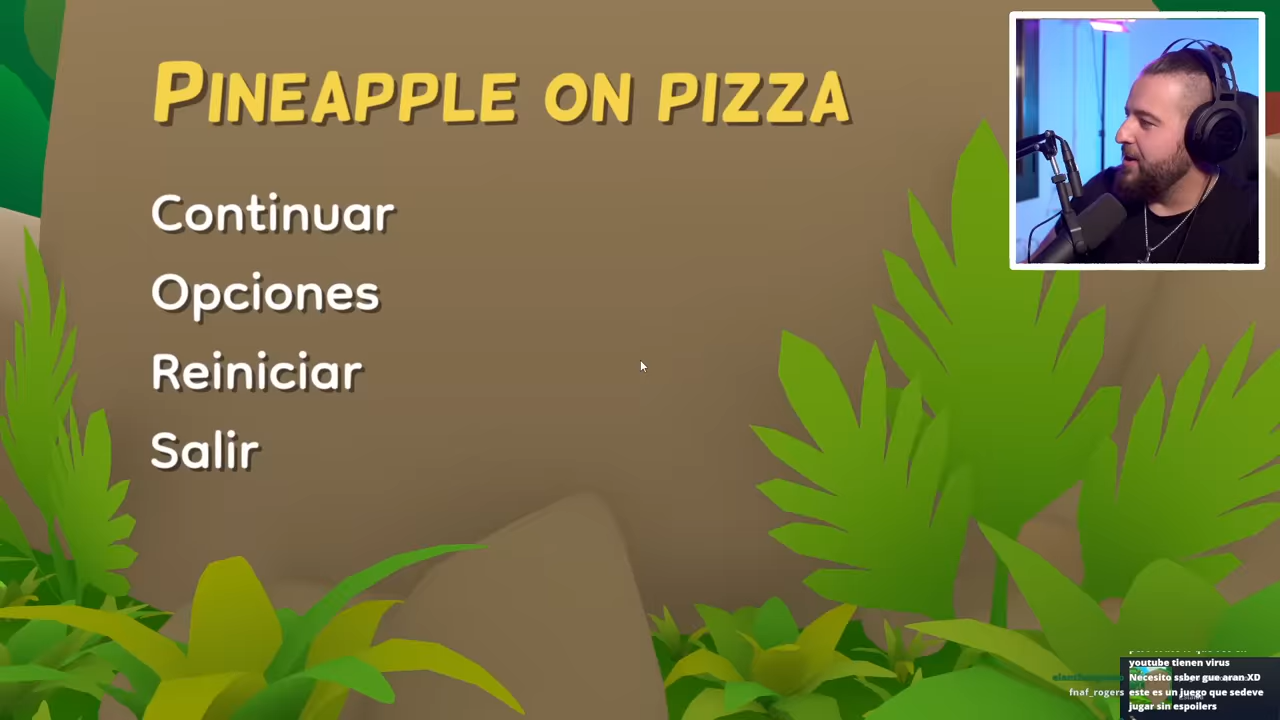 Pineapple on pizza
Continuar
Opciones
Reiniciar
Salir
youtube tienen virus
Necesito ssber gue aran XD
fnaf_rogers este es un juego que sedeve
jugar sin espoilers